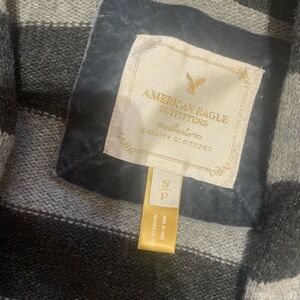 AMERICAN EAGLE
OUTFITTERS
QUALITY CLOTHING
S/P